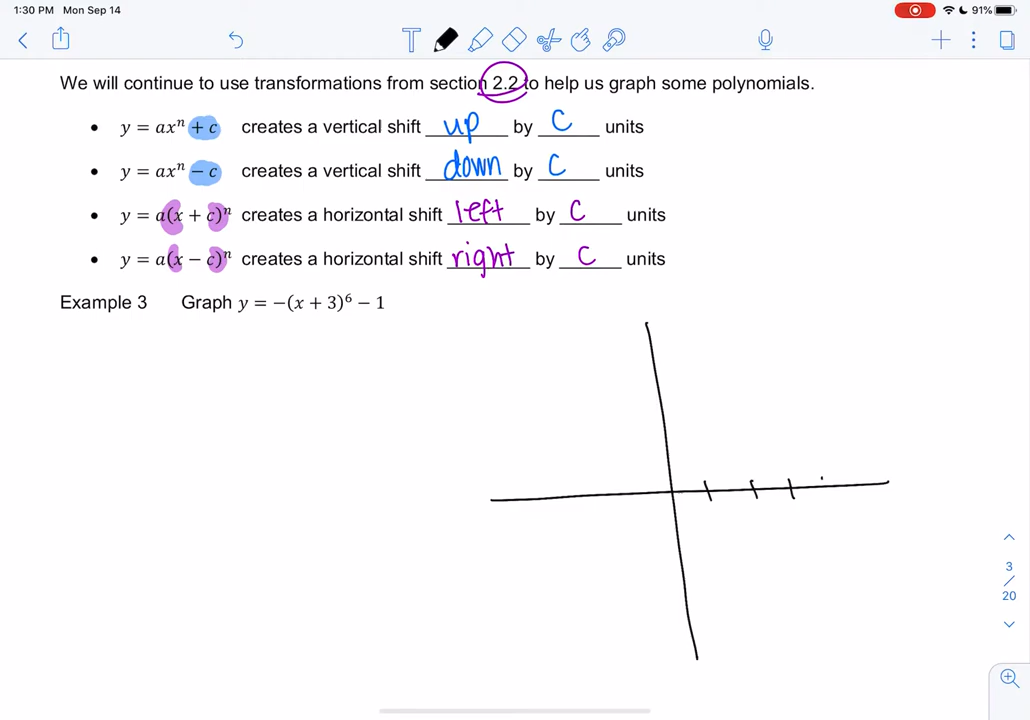 1:30 PM Mon Sep 14
91%
We will continue to use transformations from section 2.2 to help us graph some polynomials.
• y = axⁿ + c creates a vertical shift up by C units
• y = axⁿ − c creates a vertical shift down by C units
• y = a(x + c)ⁿ creates a horizontal shift left by C units
• y = a(x − c)ⁿ creates a horizontal shift right by C units
Example 3 Graph y = −(x + 3)⁶ − 1
3
/
20